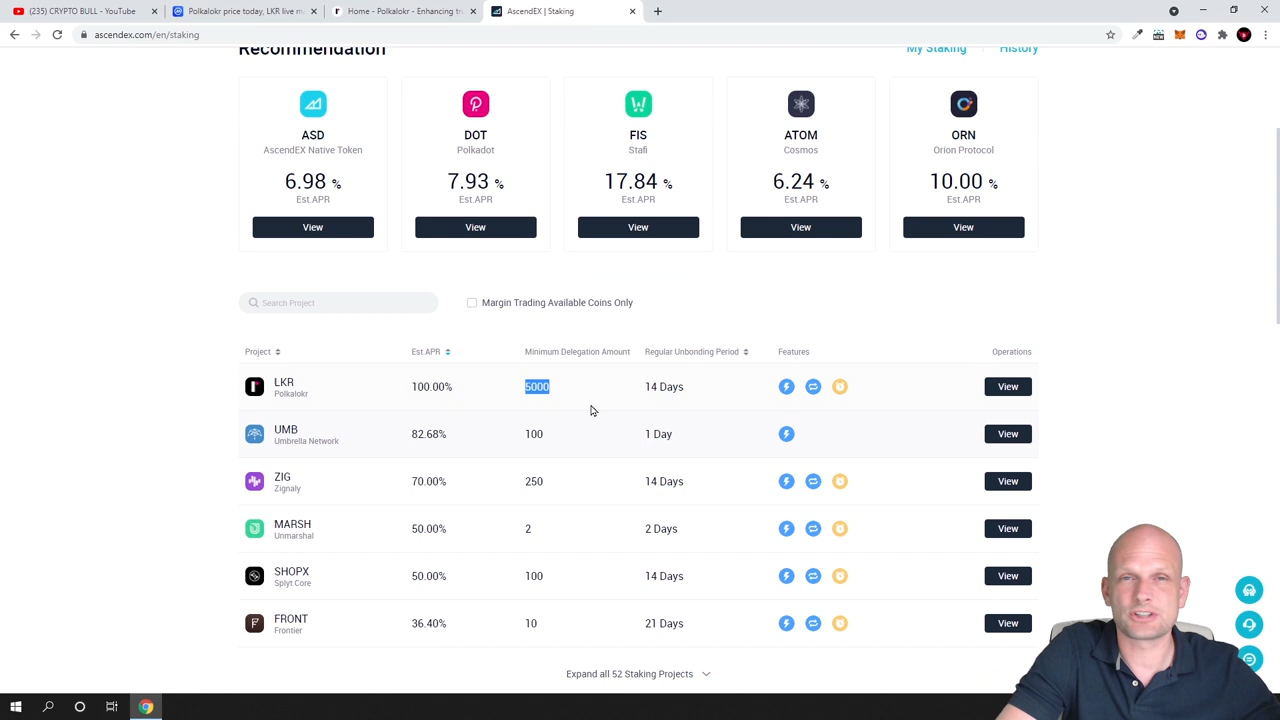 (235) CRYPTO BULL - YouTube
Polkalokr price today, LKR live m
Home - Polkalokr - Enhancing tr
AscendEX | Staking
ascendex.com/en/staking
Recommendation
My Staking
History
ASD
AscendEX Native Token
6.98 %
Est.APR
View
DOT
Polkadot
7.93 %
Est.APR
View
FIS
Stafi
17.84 %
Est.APR
View
ATOM
Cosmos
6.24 %
Est.APR
View
ORN
Orion Protocol
10.00 %
Est.APR
View
Search Project
Margin Trading Available Coins Only
Project Est.APR Minimum Delegation Amount Regular Unbonding Period Features Operations
LKR
Polkalokr
100.00% 5000 14 Days View
UMB
Umbrella Network
82.68% 100 1 Day View
ZIG
Zignaly
70.00% 250 14 Days View
MARSH
Unmarshal
50.00% 2 2 Days View
SHOPX
Splyt Core
50.00% 100 14 Days View
FRONT
Frontier
36.40% 10 21 Days View
Expand all 52 Staking Projects